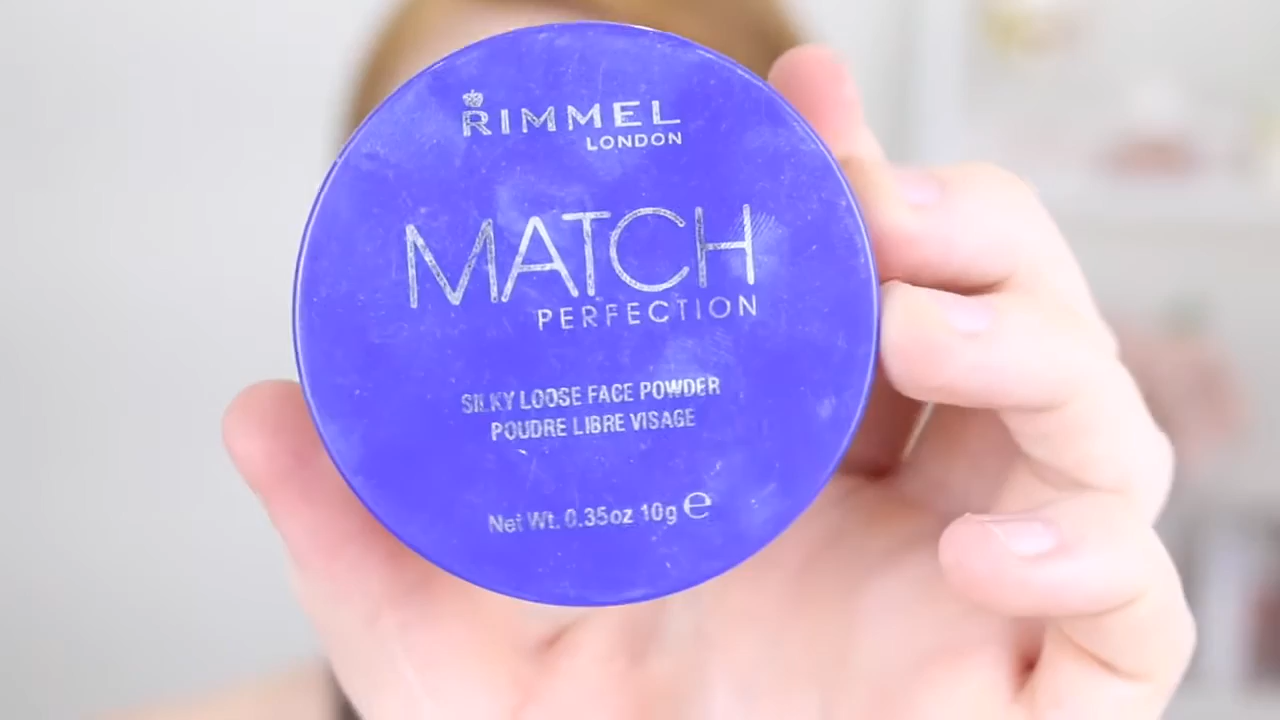 RIMMEL
LONDON
MATCH
PERFECTION
SILKY LOOSE FACE POWDER
POUDRE LIBRE VISAGE
Net Wt. 0.35oz 10g ℮